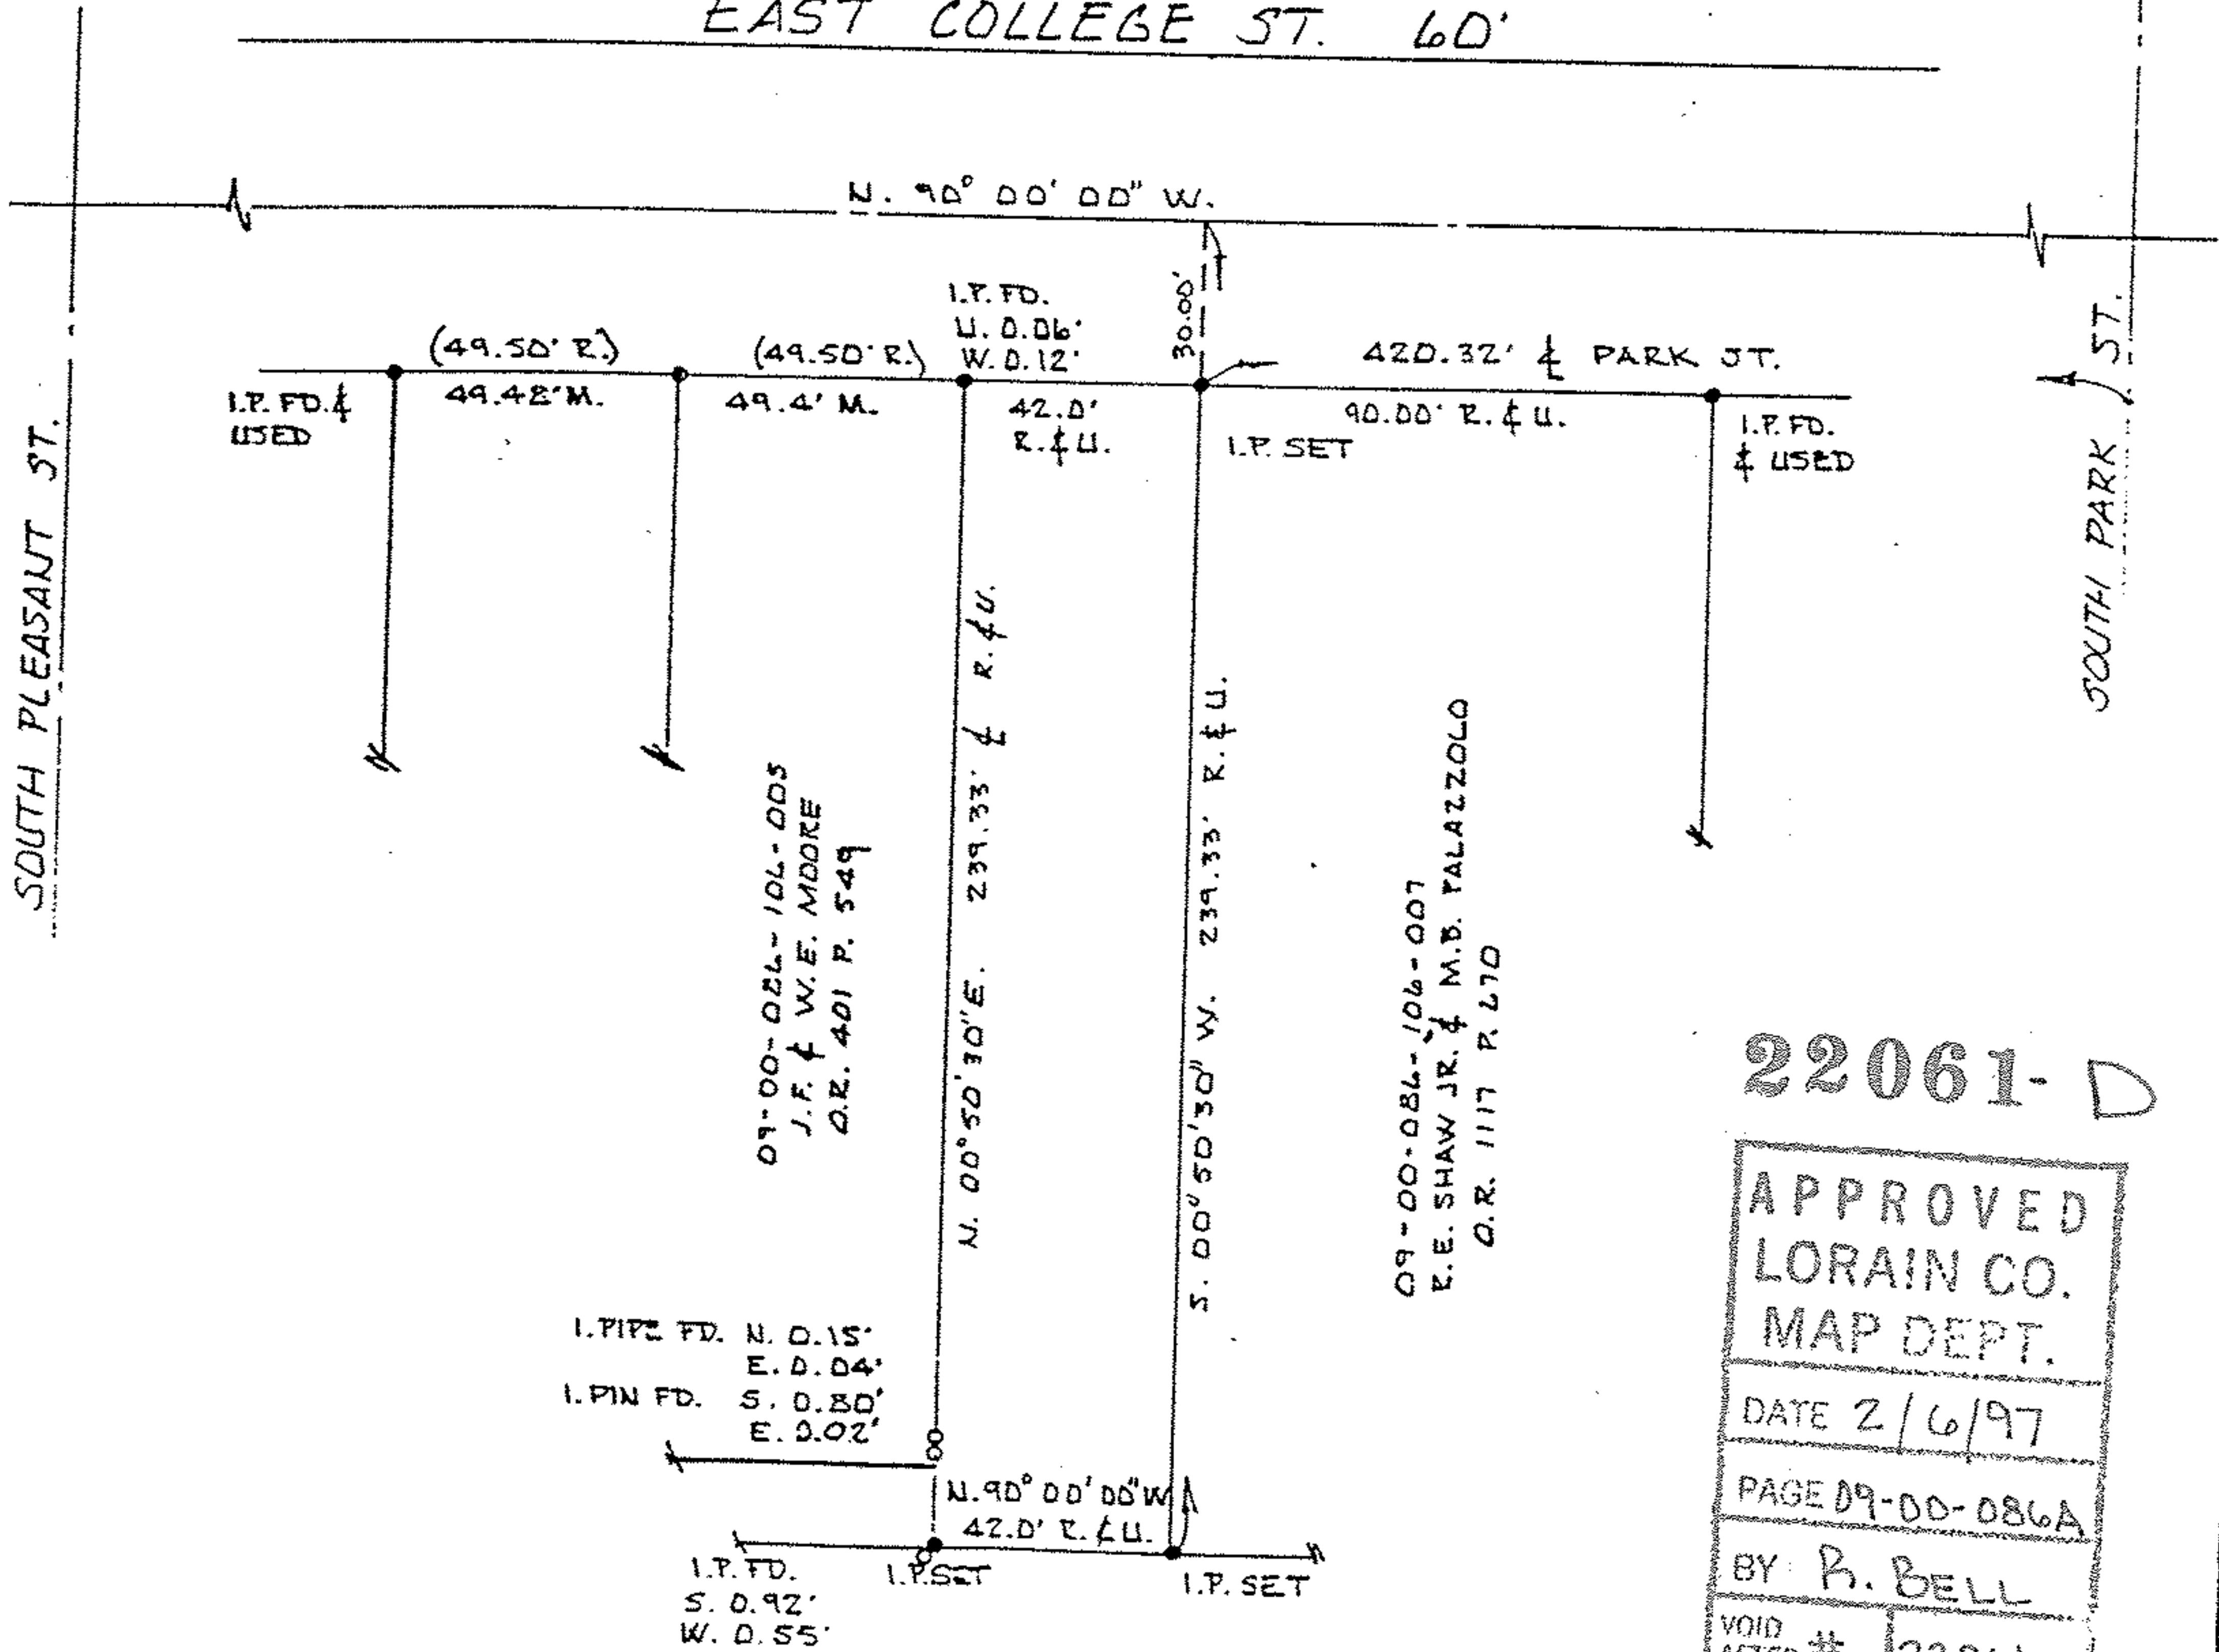 EAST COLLEGE ST. 60'
N. 90° 00' 00" W.
30.00'
I.P. FD.
U. 0.06'
W. 0.12'
(49.50' R.)
49.48' M.
(49.50' R.)
49.4' M.
42.0'
R. & U.
420.32' & PARK ST.
90.00' R. & U.
I.P. FD. &
USED
I.P. SET
I.P. FD.
& USED
SOUTH PLEASANT ST.
SOUTH PARK ST.
09-00-086-106-005
J.F. & W.E. MOORE
O.R. 401 P. 549
N. 00° 50' 30" E. 239.33' & R. & U.
S. 00° 50' 30" W. 239.33' R. & U.
09-00-086-106-007
R.E. SHAW JR. & M.B. PALAZZOLO
O.R. 1117 P. 670
I. PIPE FD. N. 0.15'
E. 0.04'
I. PIN FD. S. 0.80'
E. 0.02'
N. 90° 00' 00" W
42.0' R. & U.
I.P. FD.
S. 0.92'
W. 0.55'
I.P. SET
I.P. SET
22061- D
APPROVED
LORAIN CO.
MAP DEPT.
DATE 2/6/97
PAGE 09-00-086A
BY R. BELL
VOID
#